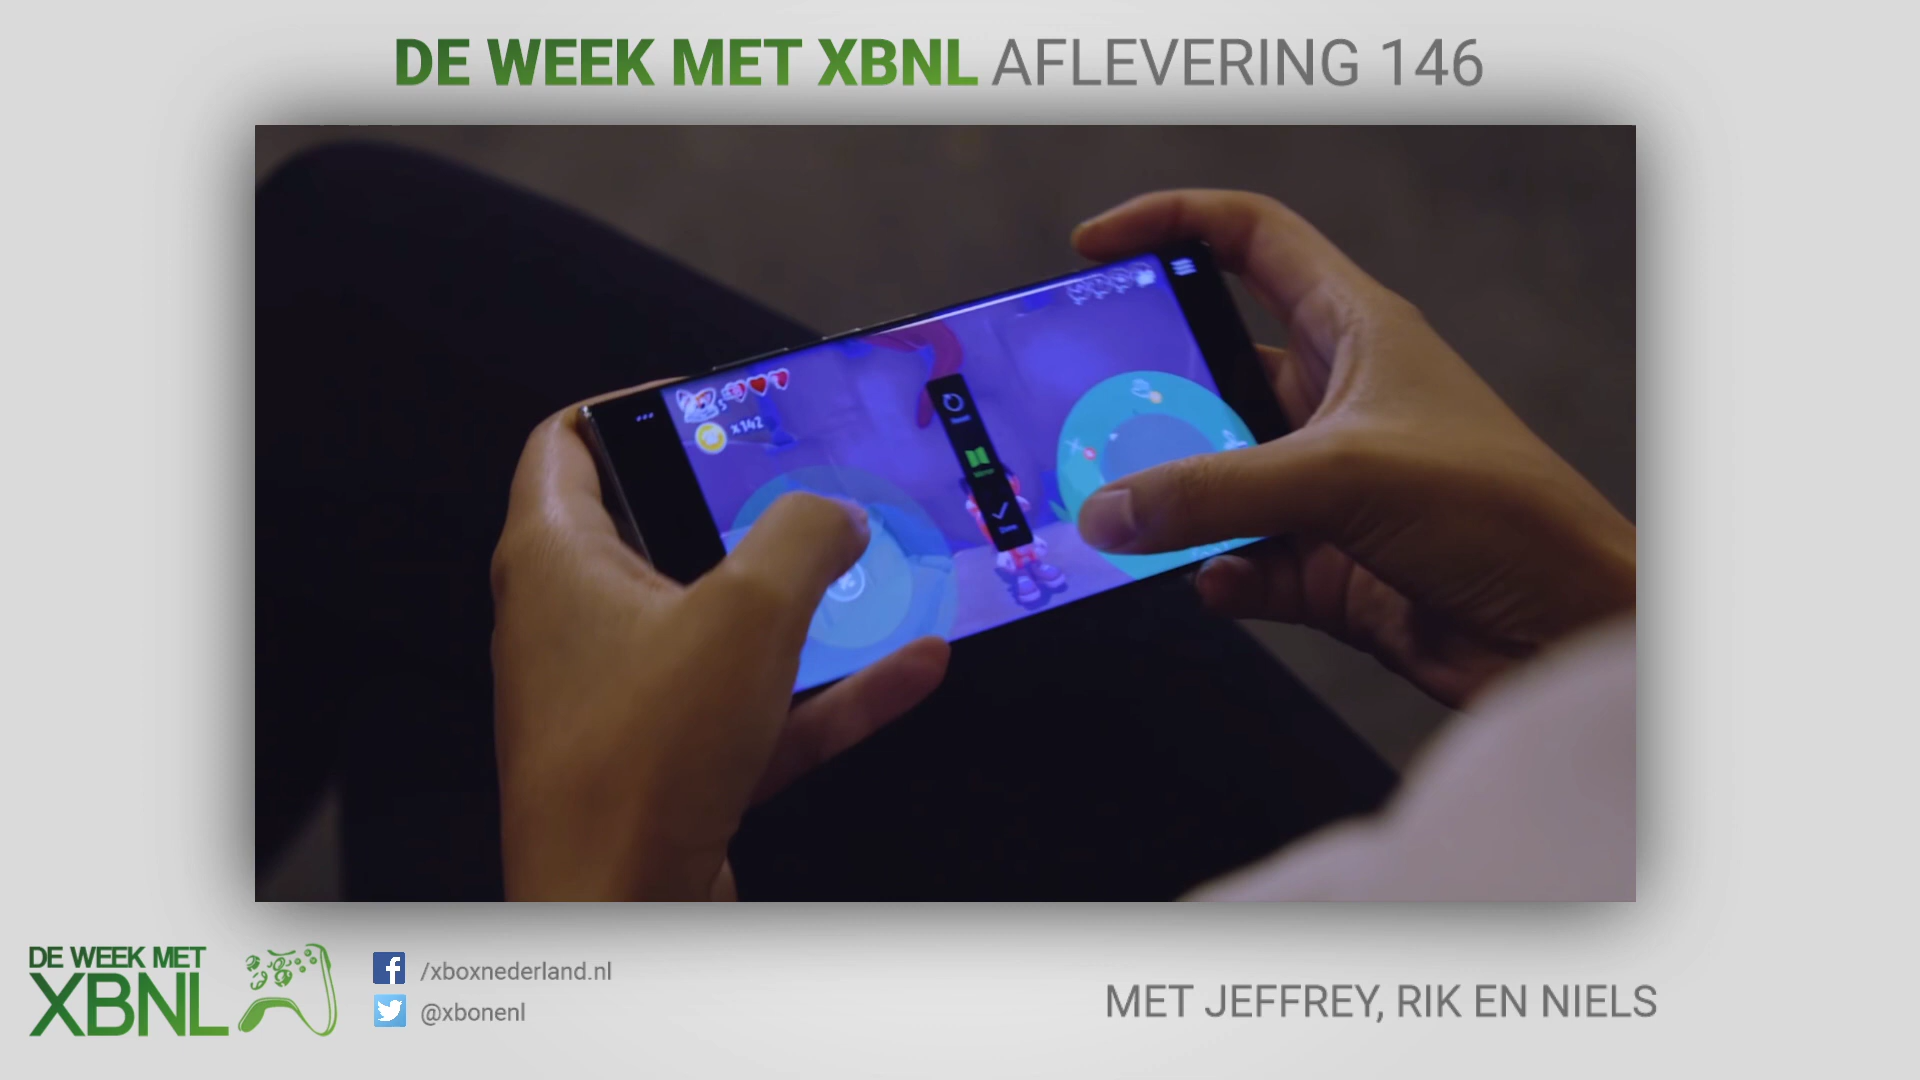 DE WEEK MET XBNL AFLEVERING 146
x142
Done
DE WEEK MET
XBNL
/xboxnederland.nl
@xbonenl
MET JEFFREY, RIK EN NIELS